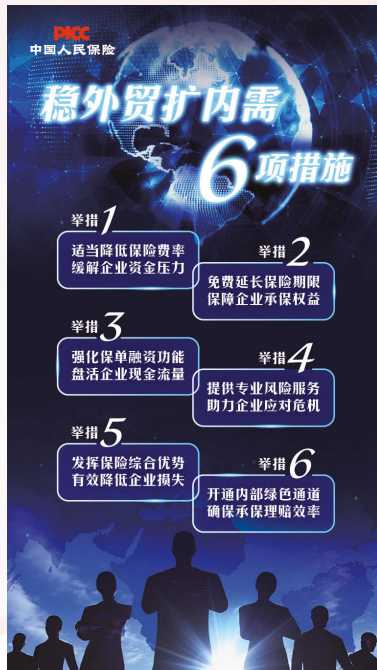 PICC
中国人民保险
稳外贸扩内需
6项措施
举措1
适当降低保险费率
缓解企业资金压力
举措2
免费延长保险期限
保障企业承保权益
举措3
强化保单融资功能
盘活企业现金流量
举措4
提供专业风险服务
助力企业应对危机
举措5
发挥保险综合优势
有效降低企业损失
举措6
开通内部绿色通道
确保承保理赔效率